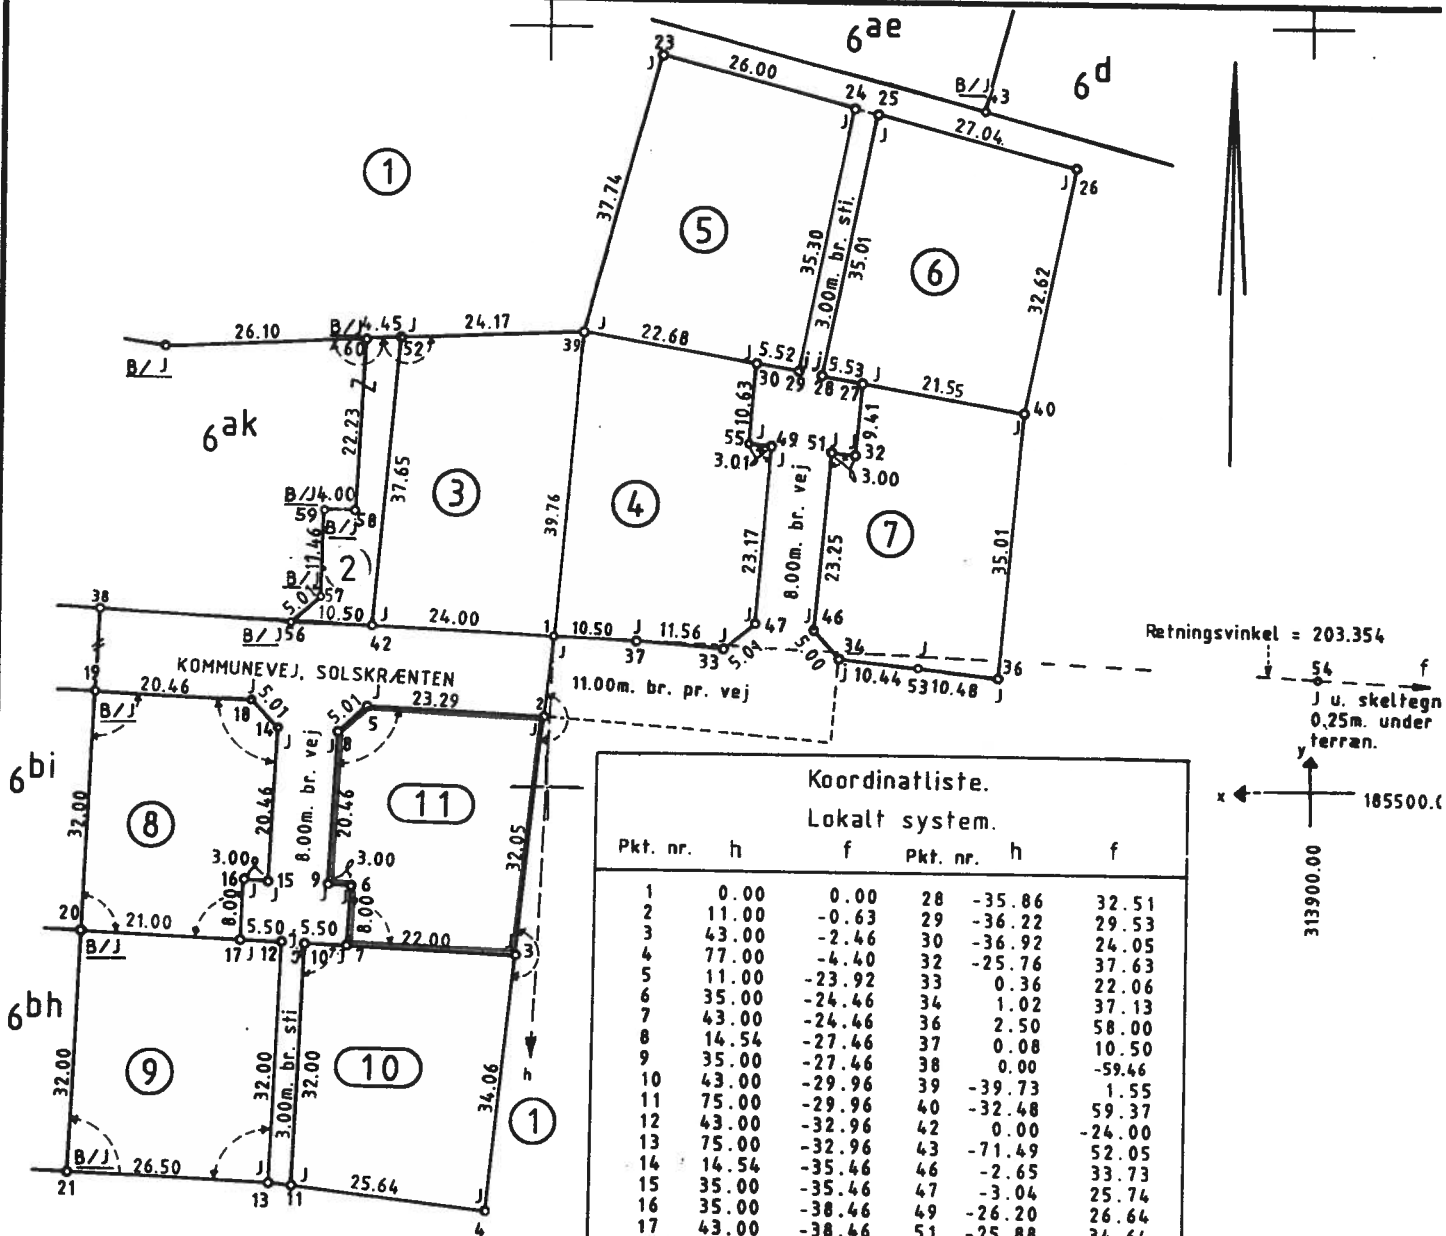 6ae
6d
23
J
26.00
24
25
J
J
B/J
43
27.04
26
J
1
37.74
5
35.30
3.00m. br. sti.
35.01
6
32.62
26.10
B/J
4.45
J
24.17
J
B/J
60
52
39
22.68
J
5.52
J
J
5.53
J
21.55
40
J
30
29
28
27
6ak
22.23
37.65
3
39.76
4
10.63
55
J
49
J
3.01
51
J
9.41
32
3.00
8.00m. br. vej
7
35.01
B/J
4.00
59
58
B/J
11.46
2
B/J
57
5.01
10.50
J
24.00
23.17
23.25
38
B/J
56
42
1
J
10.50
J
37
11.56
J
33
5.01
J
47
J
46
5.00
34
10.44
J
53
10.48
36
J
Retningsvinkel = 203.354
54
f
J u. skeltegn
0,25m. under
terræn.
KOMMUNEVEJ, SOLSKRÆNTEN
11.00m. br. pr. vej
19
20.46
B/J
J
18
5.01
14
J
5.01
J
5
23.29
2
J
8
J
6bi
32.00
8
20.46
8.00m. br. vej
20.46
11
32.05
3.00
16
J
15
J
9
J
3.00
6
J
8.00
8.00
20
B/J
21.00
17
J
5.50
12
J
5.50
10
J
7
22.00
3
6bh
32.00
9
32.00
3.00m. br. sti
32.00
10
34.06
h
1
B/J
21
26.50
J
13
J
11
25.64
J
4
y
x
185500.0
313900.00
Koordinatliste.
Lokalt system.
Pkt. nr. h f Pkt. nr. h f
1 0.00 0.00 28 -35.86 32.51
2 11.00 -0.63 29 -36.22 29.53
3 43.00 -2.46 30 -36.92 24.05
4 77.00 -4.40 32 -25.76 37.63
5 11.00 -23.92 33 0.36 22.06
6 35.00 -24.46 34 1.02 37.13
7 43.00 -24.46 36 2.50 58.00
8 14.54 -27.46 37 0.08 10.50
9 35.00 -27.46 38 0.00 -59.46
10 43.00 -29.96 39 -39.73 1.55
11 75.00 -29.96 40 -32.48 59.37
12 43.00 -32.96 42 0.00 -24.00
13 75.00 -32.96 43 -71.49 52.05
14 14.54 -35.46 46 -2.65 33.73
15 35.00 -35.46 47 -3.04 25.74
16 35.00 -38.46 49 -26.20 26.64
17 43.00 -38.46 51 -25.88 34.64